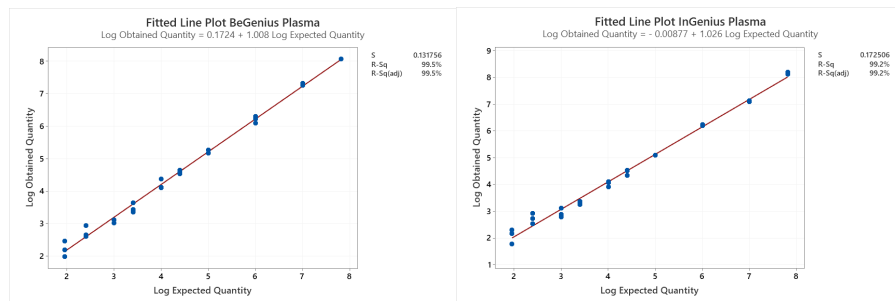 Fitted Line Plot BeGenius Plasma
Log Obtained Quantity = 0.1724 + 1.008 Log Expected Quantity
S 0.131756
R-Sq 99.5%
R-Sq(adj) 99.5%
Log Obtained Quantity
8
7
6
5
4
3
2
2 3 4 5 6 7 8
Log Expected Quantity
Fitted Line Plot InGenius Plasma
Log Obtained Quantity = - 0.00877 + 1.026 Log Expected Quantity
S 0.172506
R-Sq 99.2%
R-Sq(adj) 99.2%
Log Obtained Quantity
9
8
7
6
5
4
3
2
1
2 3 4 5 6 7 8
Log Expected Quantity